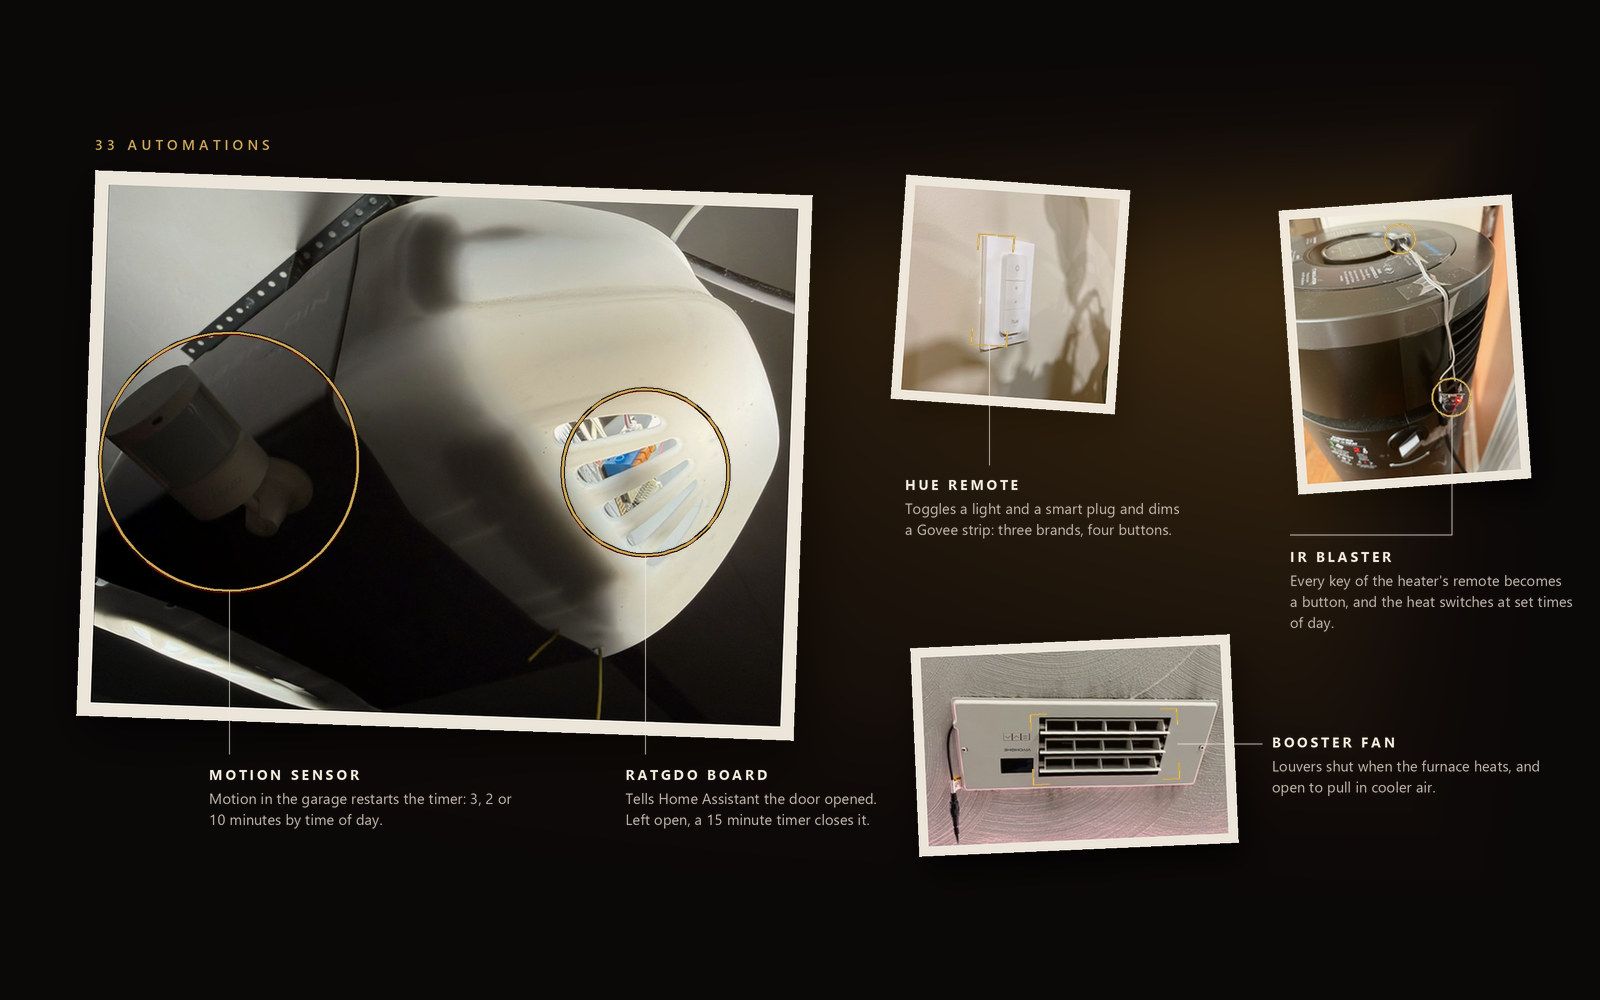 33 AUTOMATIONS
MOTION SENSOR
Motion in the garage restarts the timer: 3, 2 or
10 minutes by time of day.
RATGDO BOARD
Tells Home Assistant the door opened.
Left open, a 15 minute timer closes it.
HUE REMOTE
Toggles a light and a smart plug and dims
a Govee strip: three brands, four buttons.
IR BLASTER
Every key of the heater's remote becomes
a button, and the heat switches at set times
of day.
BOOSTER FAN
Louvers shut when the furnace heats, and
open to pull in cooler air.